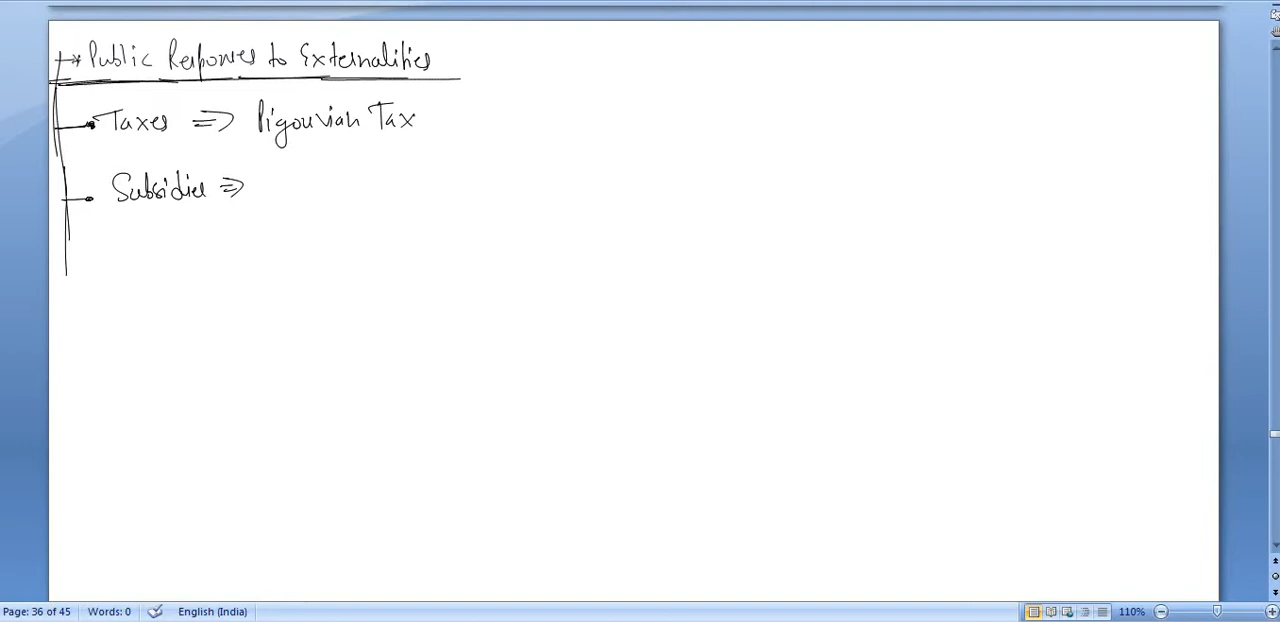 Public Responses to Externalities
Taxes => Pigouvian Tax
Subsidies =>
Page: 36 of 45 Words: 0 English (India) 110%